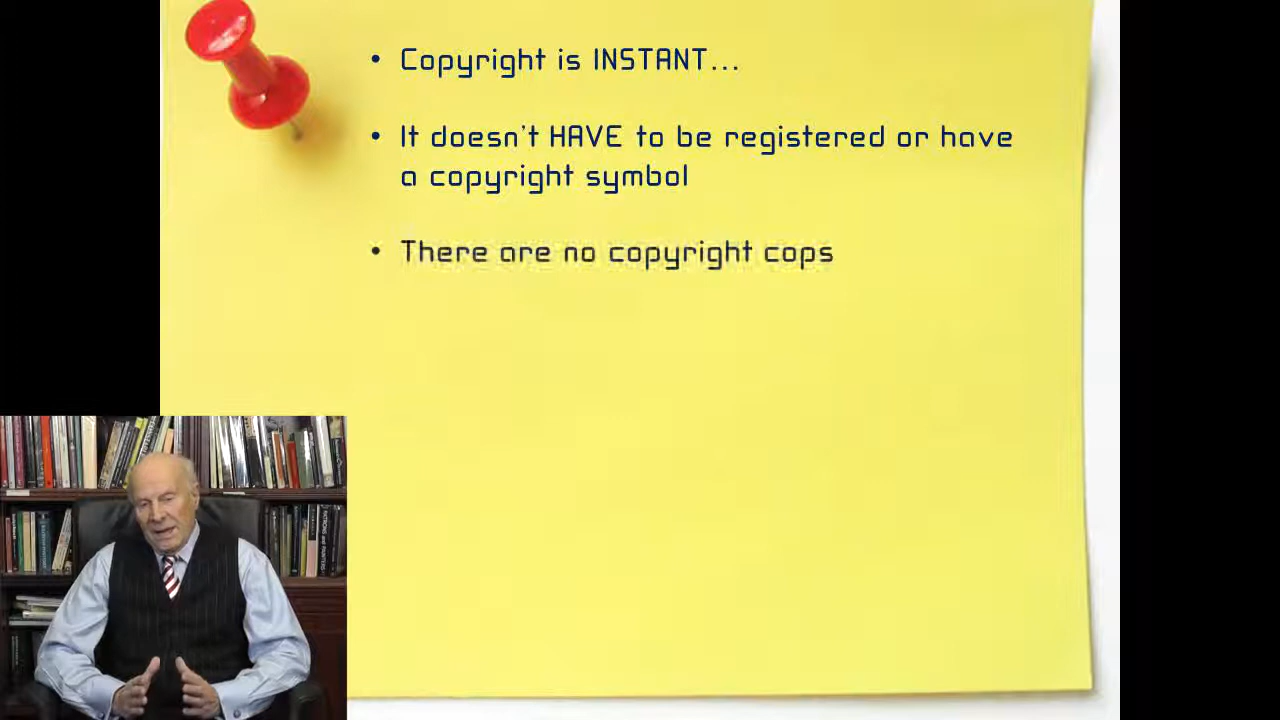 • Copyright is INSTANT...
• It doesn't HAVE to be registered or have
a copyright symbol
• There are no copyright cops